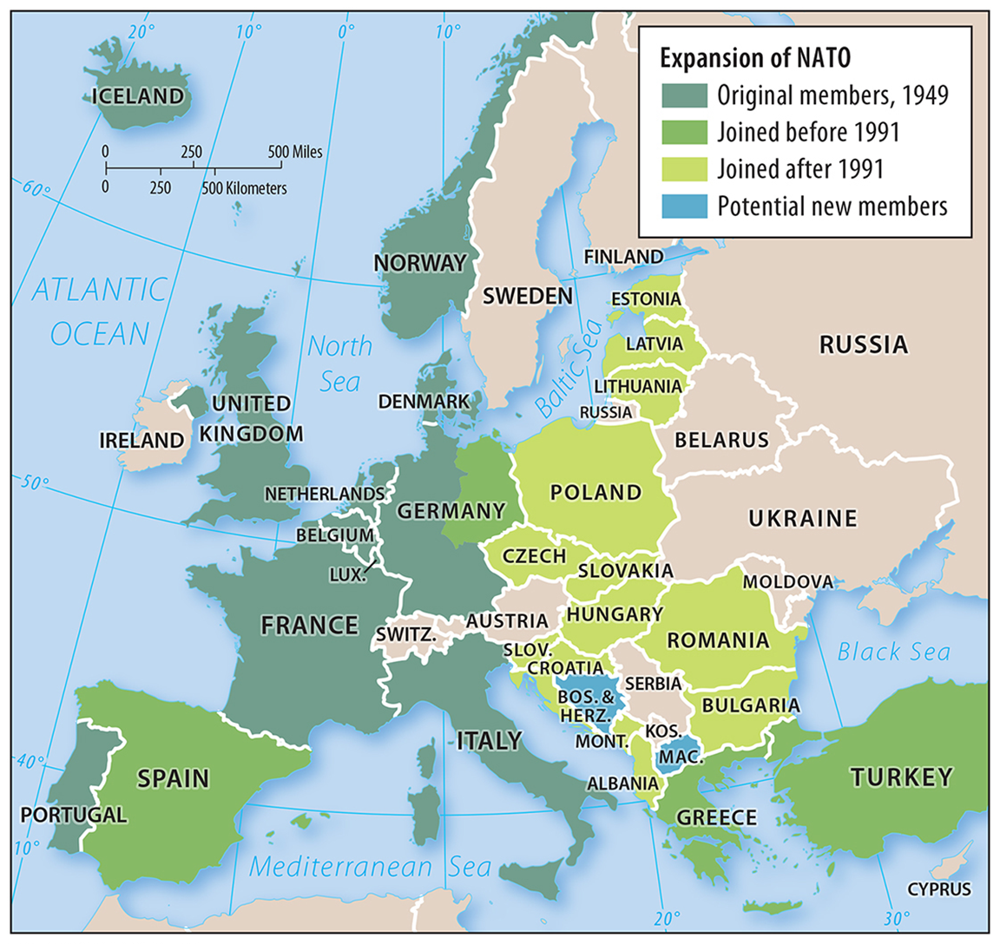 20°
10°
0°
10°
Expansion of NATO
Original members, 1949
Joined before 1991
Joined after 1991
Potential new members
ICELAND
0 250 500 Miles
0 250 500 Kilometers
60°
NORWAY
FINLAND
SWEDEN
ATLANTIC
OCEAN
ESTONIA
North
Sea
Baltic Sea
LATVIA
RUSSIA
LITHUANIA
DENMARK
RUSSIA
UNITED
KINGDOM
IRELAND
BELARUS
50°
NETHERLANDS
GERMANY
POLAND
UKRAINE
BELGIUM
CZECH
LUX.
SLOVAKIA
MOLDOVA
FRANCE
SWITZ.
AUSTRIA
HUNGARY
SLOV.
ROMANIA
Black Sea
CROATIA
SERBIA
BOS. &
HERZ.
BULGARIA
MONT.
KOS.
ITALY
MAC.
40°
SPAIN
ALBANIA
TURKEY
PORTUGAL
GREECE
10°
Mediterranean Sea
CYPRUS
20°
30°